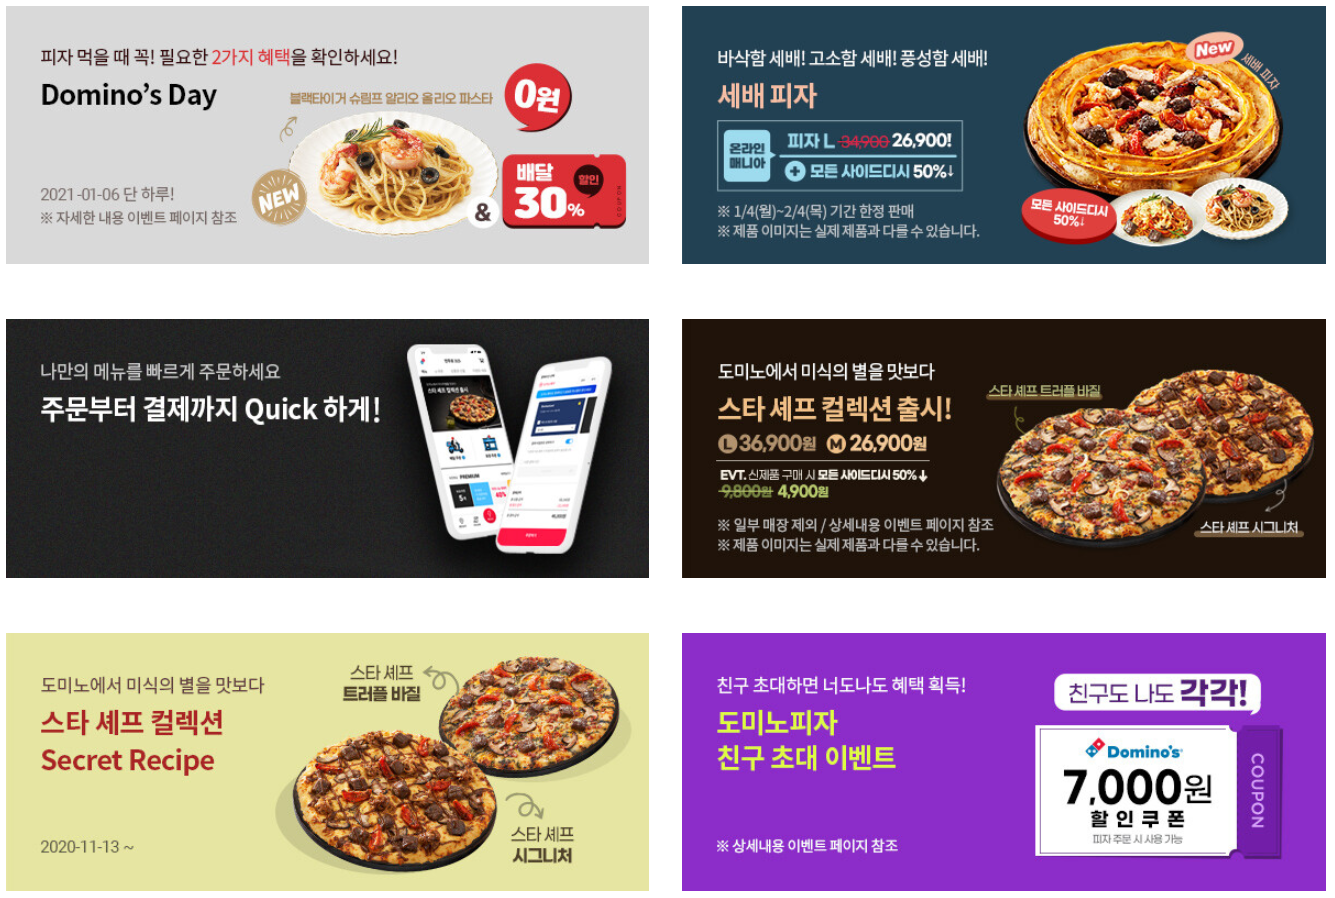 피자 먹을 때 꼭! 필요한 2가지 혜택을 확인하세요!
Domino's Day
블랙타이거 슈림프 알리오 올리오 파스타
0원
NEW
&
배달
30%
할인
2021-01-06 단 하루!
※ 자세한 내용 이벤트 페이지 참조
바삭함 세배! 고소함 세배! 풍성함 세배!
세배 피자
온라인
매니아
피자 L 34,900 26,900!
+ 모든 사이드디시 50%↓
※ 1/4(월)~2/4(목) 기간 한정 판매
※ 제품 이미지는 실제 제품과 다를 수 있습니다.
New
세배 피자
모든 사이드디시
50%↓
나만의 메뉴를 빠르게 주문하세요
주문부터 결제까지 Quick 하게!
도미노에서 미식의 별을 맛보다
스타 셰프 컬렉션 출시!
L 36,900원 M 26,900원
EVT. 신제품 구매 시 모든 사이드디시 50%↓
9,800원 4,900원
※ 일부 매장 제외 / 상세내용 이벤트 페이지 참조
※ 제품 이미지는 실제 제품과 다를 수 있습니다.
스타 셰프 트러플 바질
스타 셰프 시그니처
도미노에서 미식의 별을 맛보다
스타 셰프 컬렉션
Secret Recipe
2020-11-13 ~
스타 셰프
트러플 바질
스타 셰프
시그니처
친구 초대하면 너도나도 혜택 획득!
도미노피자
친구 초대 이벤트
※ 상세내용 이벤트 페이지 참조
친구도 나도 각각!
Domino's
7,000원
할인쿠폰
피자 주문 시 사용 가능
COUPON